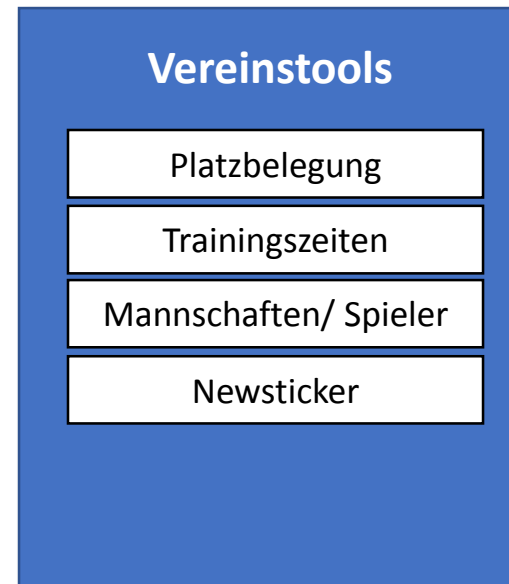 Vereinstools
Platzbelegung
Trainingszeiten
Mannschaften/ Spieler
Newsticker